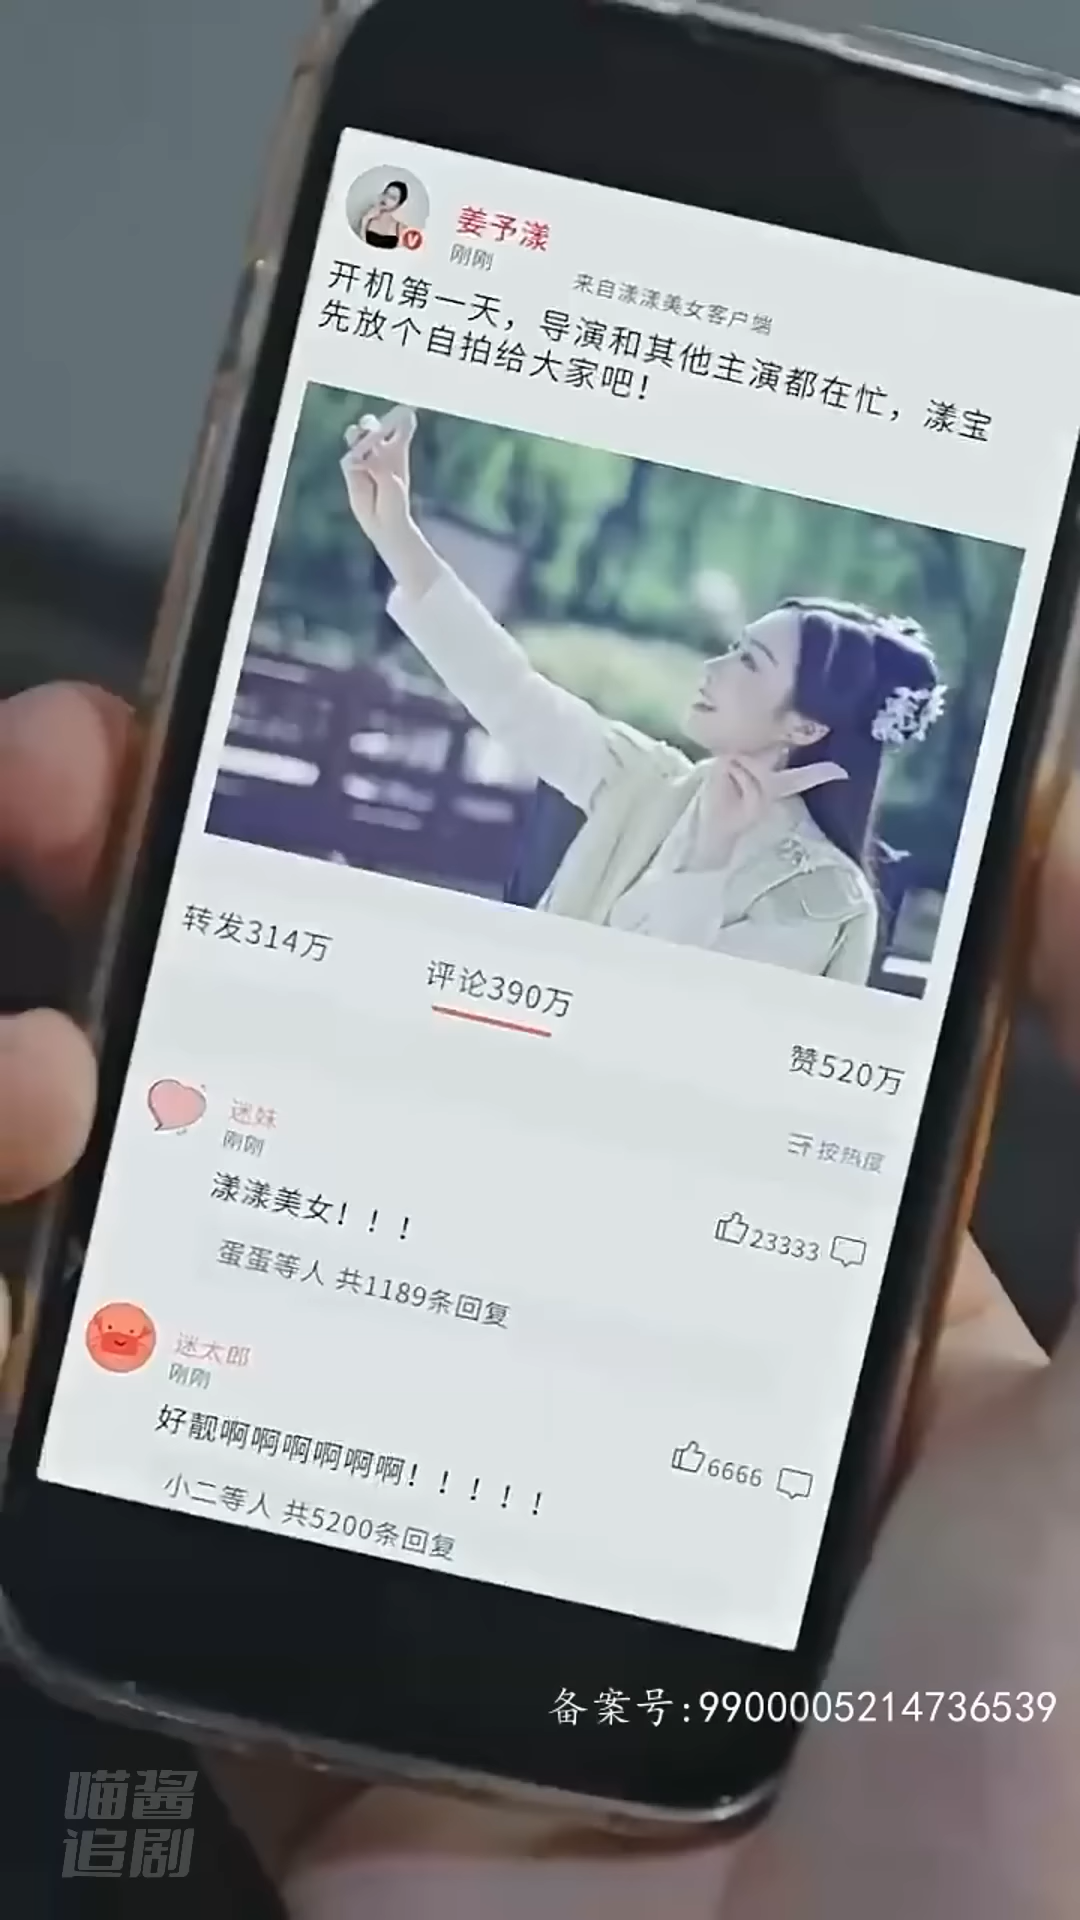 姜予漾
刚刚
来自漾漾美女客户端
开机第一天，导演和其他主演都在忙，漾宝
先放个自拍给大家吧！
转发314万
评论390万
赞520万
按热度
迷妹
刚刚
漾漾美女！！！
23333
蛋蛋等人 共1189条回复
迷太郎
刚刚
好靓啊啊啊啊啊啊！！！！！
6666
小二等人 共5200条回复
备案号:9900005214736539
喵酱
追剧